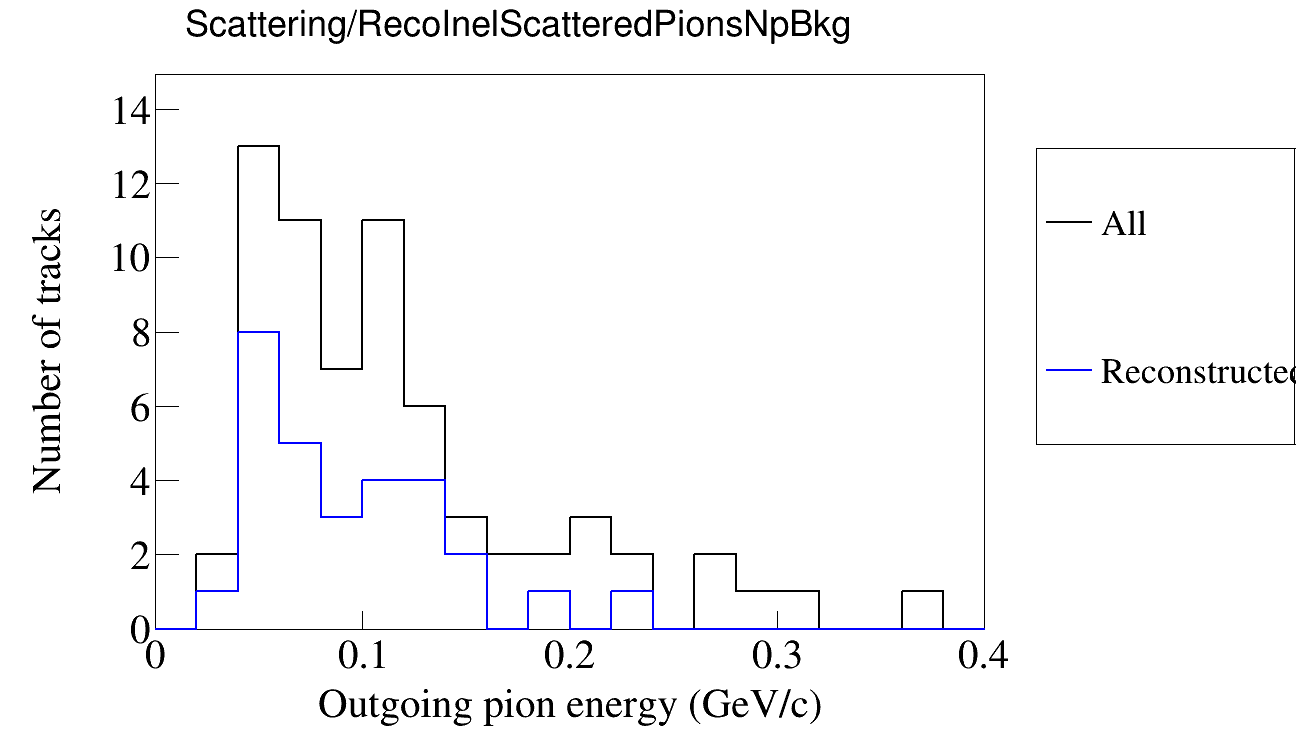 Scattering/RecoInelScatteredPionsNpBkg
14
12
10
8
6
4
2
0
0 0.1 0.2 0.3 0.4
Number of tracks
Outgoing pion energy (GeV/c)
All
Reconstructed